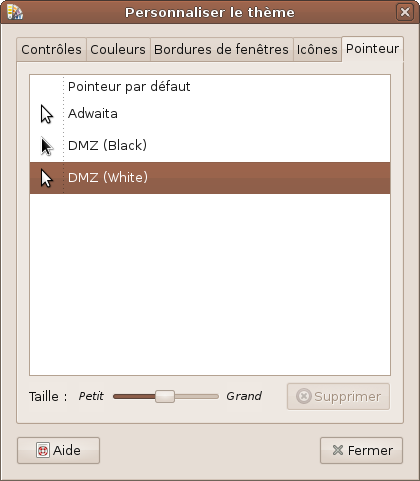 Personnaliser le thème
Contrôles Couleurs Bordures de fenêtres Icônes Pointeur
Pointeur par défaut
Adwaita
DMZ (Black)
DMZ (White)
Taille : Petit Grand Supprimer
Aide Fermer